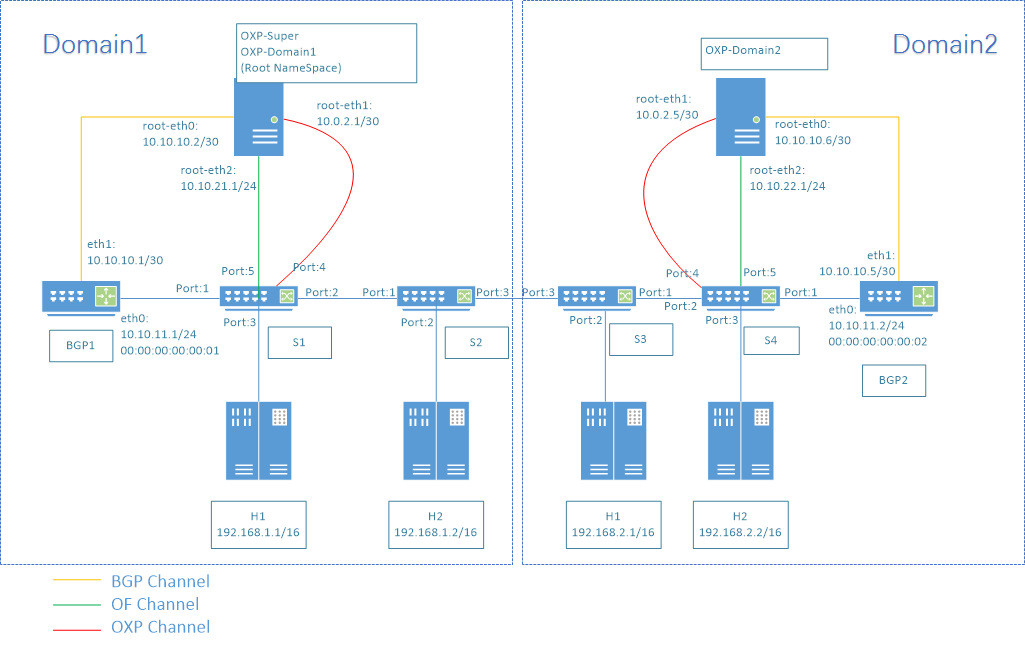 Domain1
OXP-Super
OXP-Domain1
(Root NameSpace)
root-eth1:
10.0.2.1/30
root-eth0:
10.10.10.2/30
root-eth2:
10.10.21.1/24
eth1:
10.10.10.1/30
Port:5
Port:4
Port:1
Port:2
Port:1
Port:3
eth0:
10.10.11.1/24
00:00:00:00:00:01
Port:3
Port:2
BGP1
S1
S2
H1
192.168.1.1/16
H2
192.168.1.2/16
Domain2
OXP-Domain2
root-eth1:
10.0.2.5/30
root-eth0:
10.10.10.6/30
root-eth2:
10.10.22.1/24
eth1:
10.10.10.5/30
Port:4
Port:5
Port:3
Port:1
Port:2
Port:1
eth0:
10.10.11.2/24
00:00:00:00:00:02
Port:2
Port:3
S3
S4
BGP2
H1
192.168.2.1/16
H2
192.168.2.2/16
BGP Channel
OF Channel
OXP Channel